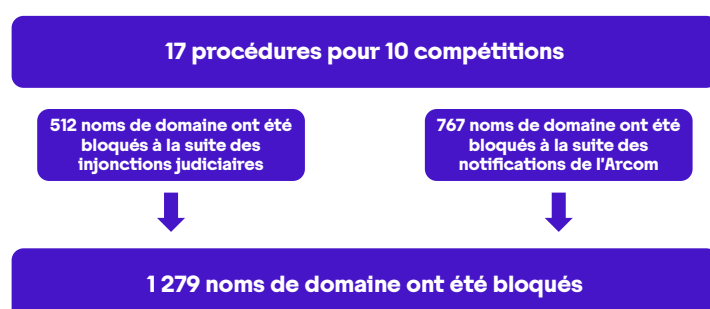 17 procédures pour 10 compétitions
512 noms de domaine ont été
bloqués à la suite des
injonctions judiciaires
767 noms de domaine ont été
bloqués à la suite des
notifications de l'Arcom
1 279 noms de domaine ont été bloqués